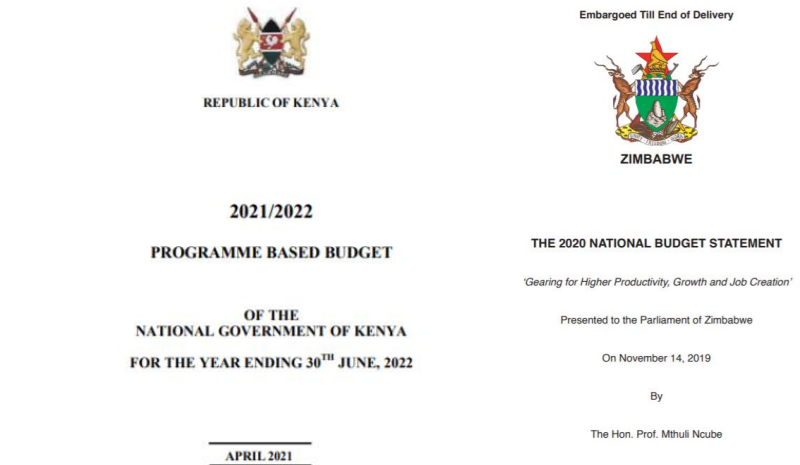 REPUBLIC OF KENYA
2021/2022
PROGRAMME BASED BUDGET
OF THE
NATIONAL GOVERNMENT OF KENYA
FOR THE YEAR ENDING 30TH JUNE, 2022
APRIL 2021
Embargoed Till End of Delivery
ZIMBABWE
THE 2020 NATIONAL BUDGET STATEMENT
'Gearing for Higher Productivity, Growth and Job Creation'
Presented to the Parliament of Zimbabwe
On November 14, 2019
By
The Hon. Prof. Mthuli Ncube